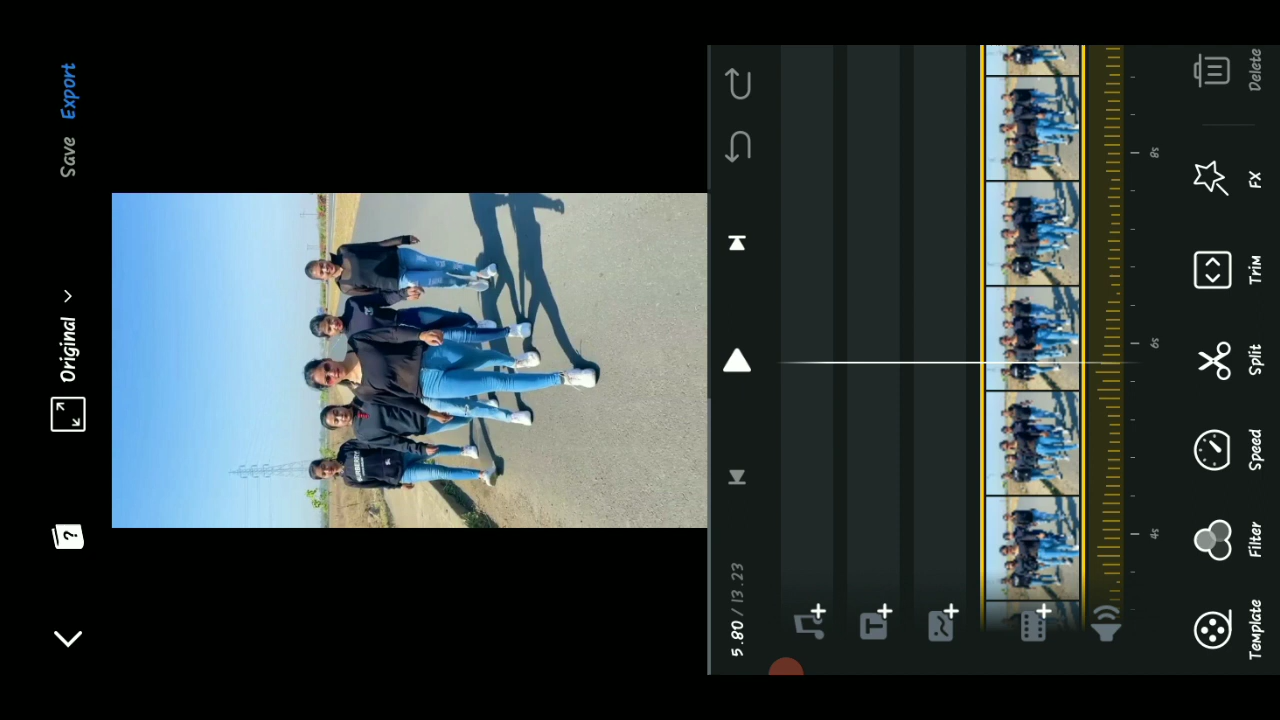 Original
Save
Export
5.80 / 13.23
4s
6s
8s
Template
Filter
Speed
Split
Trim
FX
Delete